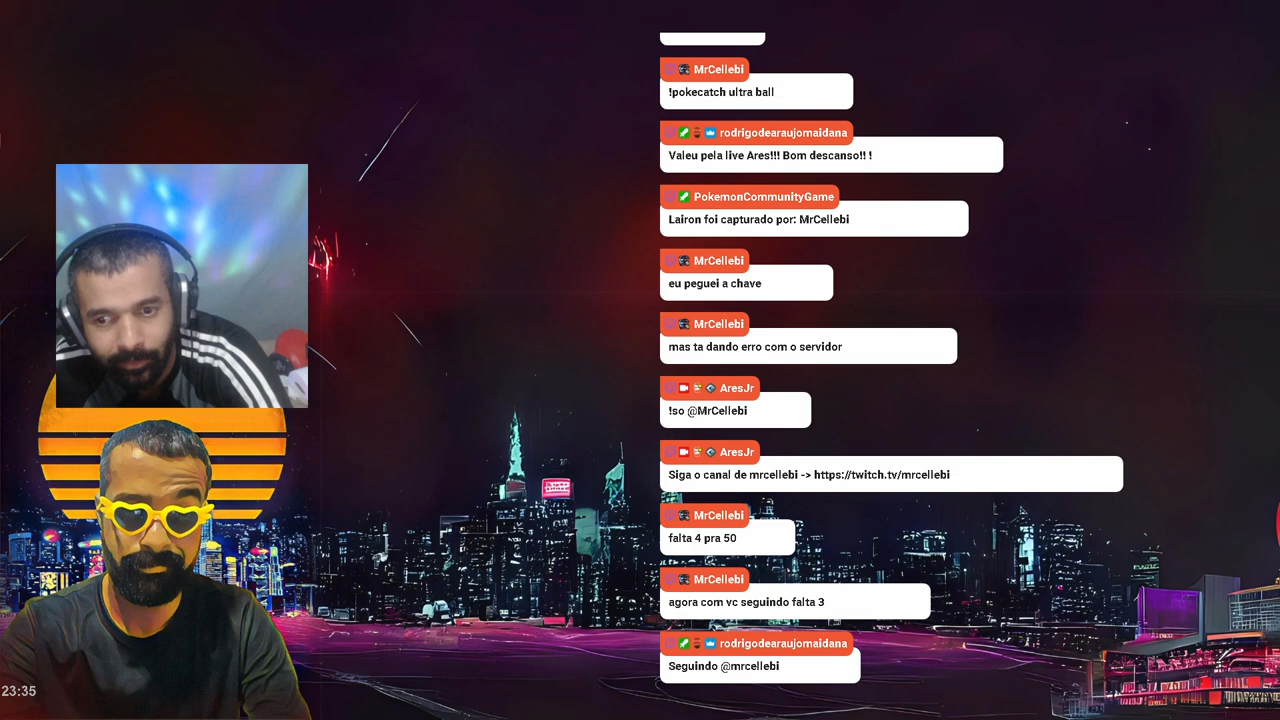 MrCellebi
!pokecatch ultra ball
rodrigodearaujomaidana
Valeu pela live Ares!!! Bom descanso!! !
PokemonCommunityGame
Lairon foi capturado por: MrCellebi
MrCellebi
eu peguei a chave
MrCellebi
mas ta dando erro com o servidor
AresJr
!so @MrCellebi
AresJr
Siga o canal de mrcellebi -> https://twitch.tv/mrcellebi
MrCellebi
falta 4 pra 50
MrCellebi
agora com vc seguindo falta 3
rodrigodearaujomaidana
Seguindo @mrcellebi
23:35